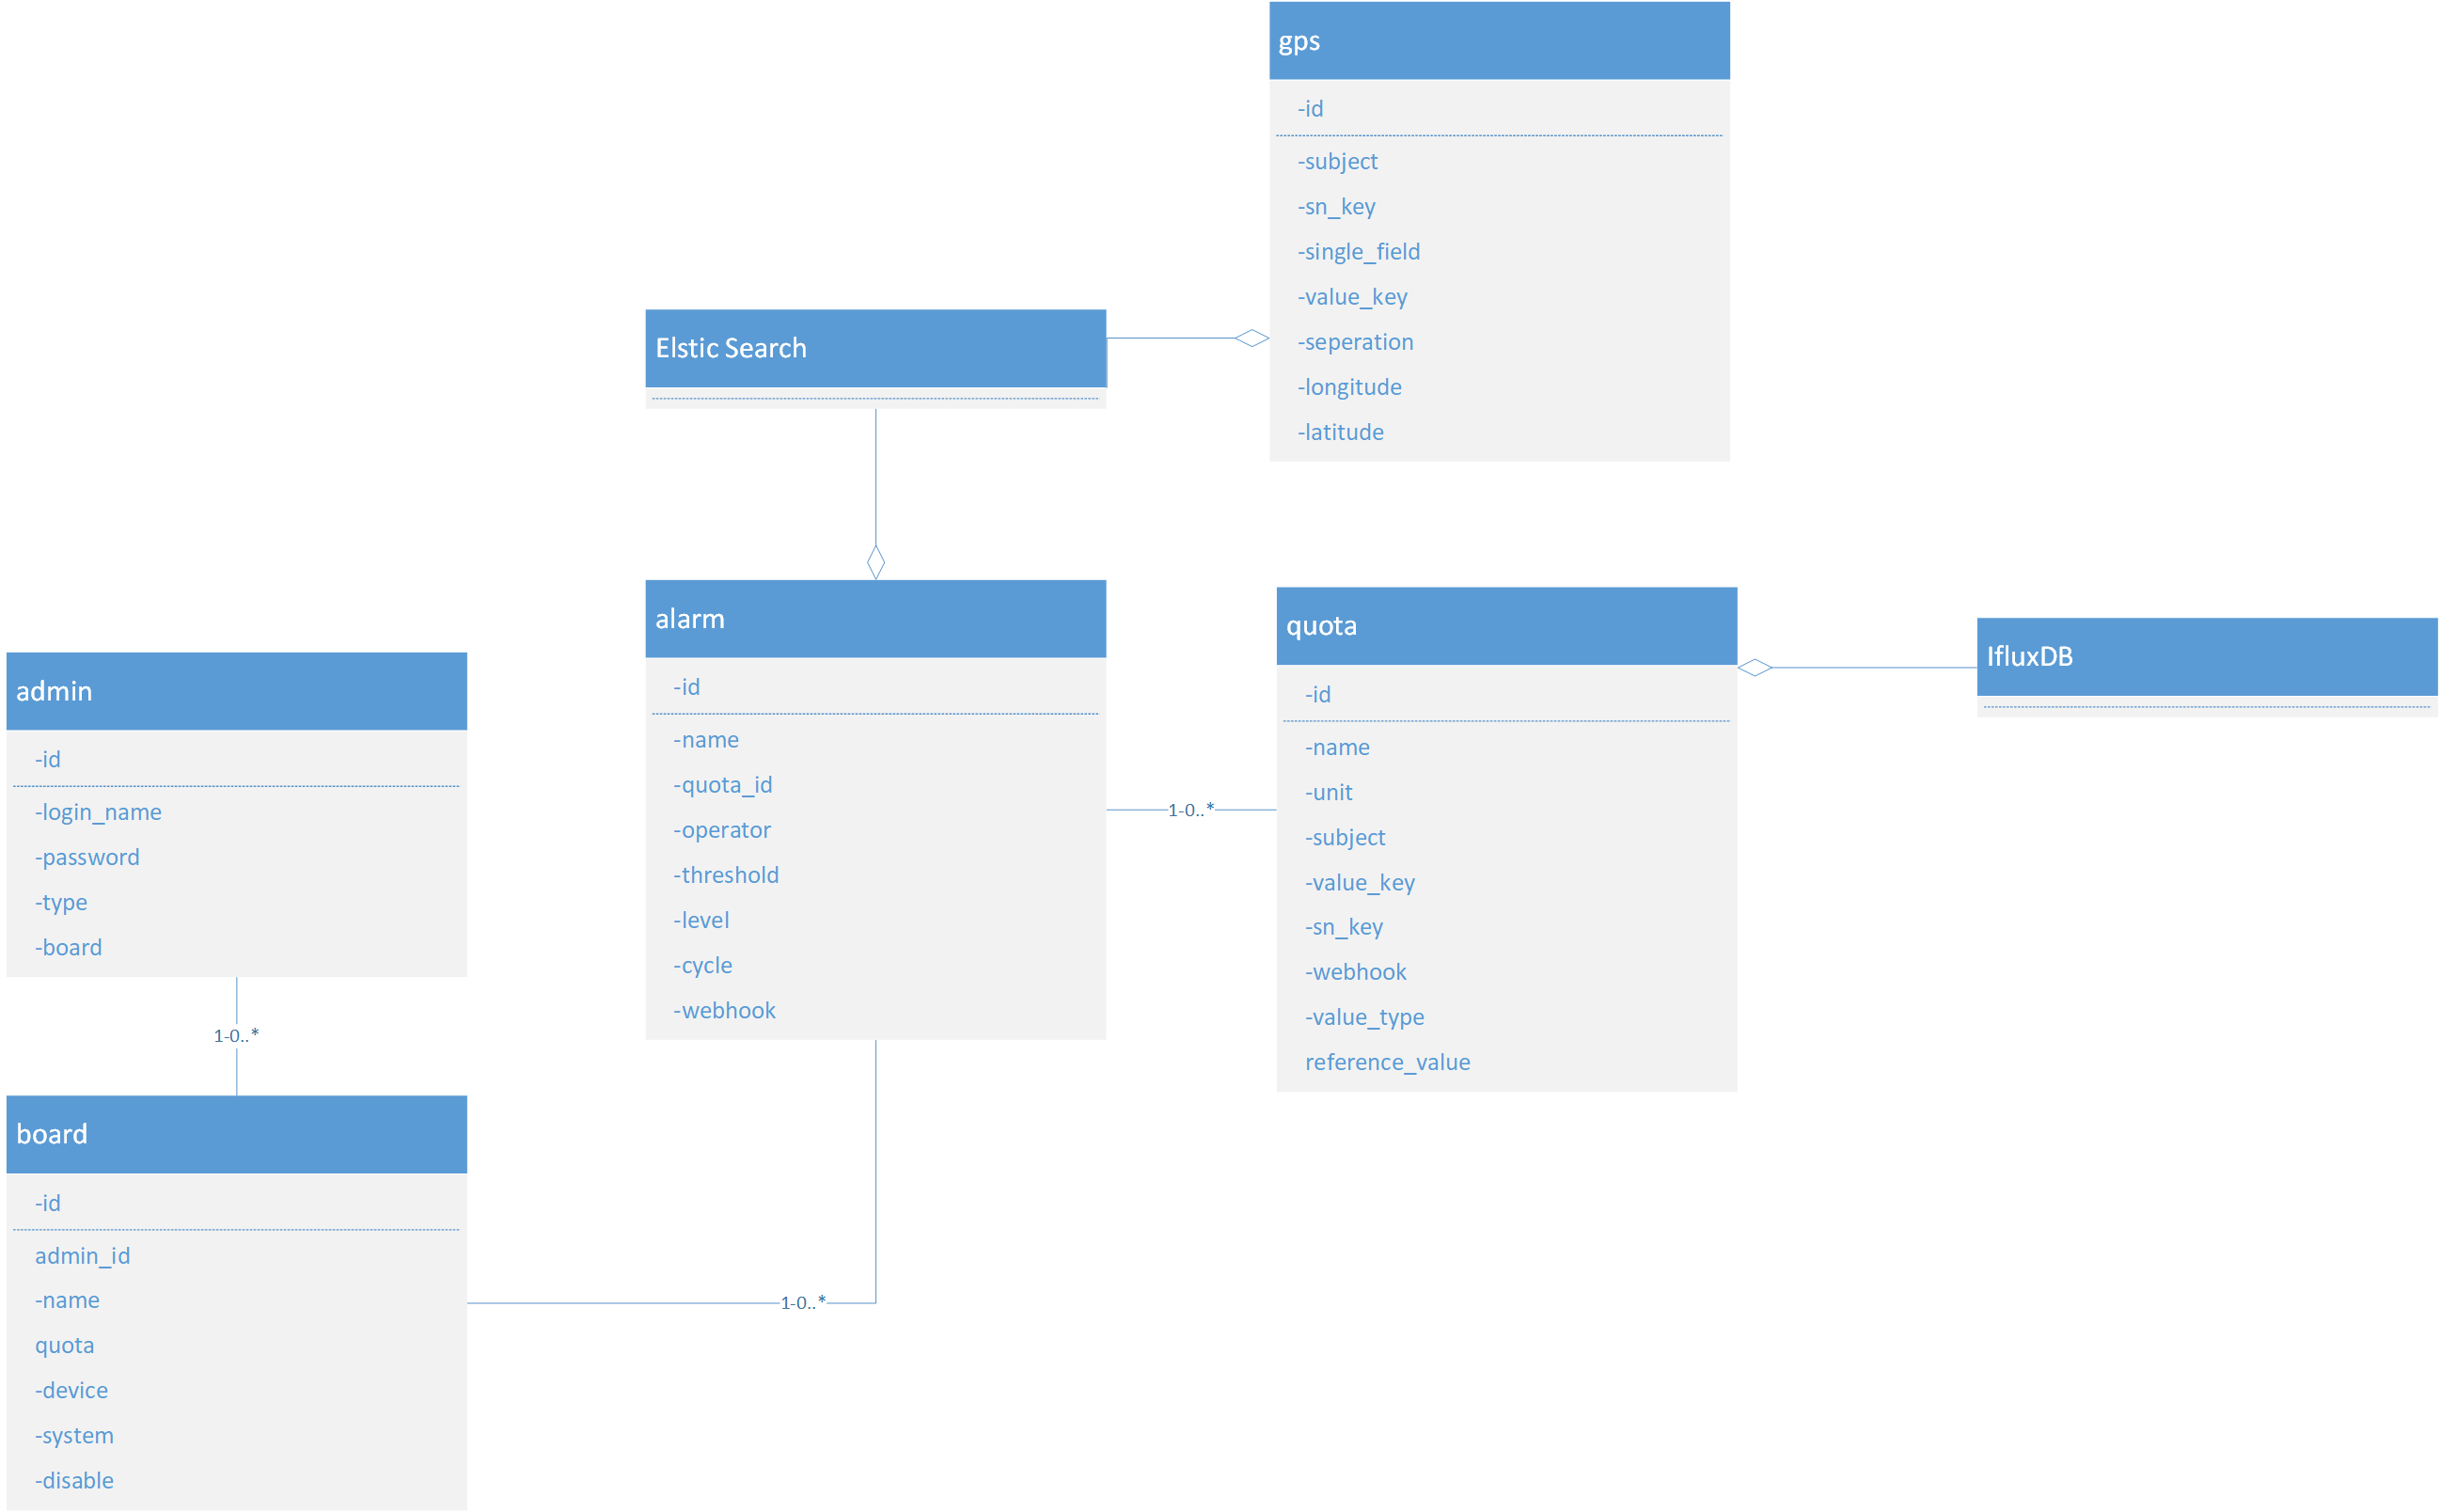 gps
-id
-subject
-sn_key
-single_field
-value_key
-seperation
-longitude
-latitude
Elstic Search
alarm
-id
-name
-quota_id
-operator
-threshold
-level
-cycle
-webhook
1-0..*
quota
-id
-name
-unit
-subject
-value_key
-sn_key
-webhook
-value_type
reference_value
IfluxDB
admin
-id
-login_name
-password
-type
-board
1-0..*
board
-id
admin_id
-name
quota
-device
-system
-disable
1-0..*